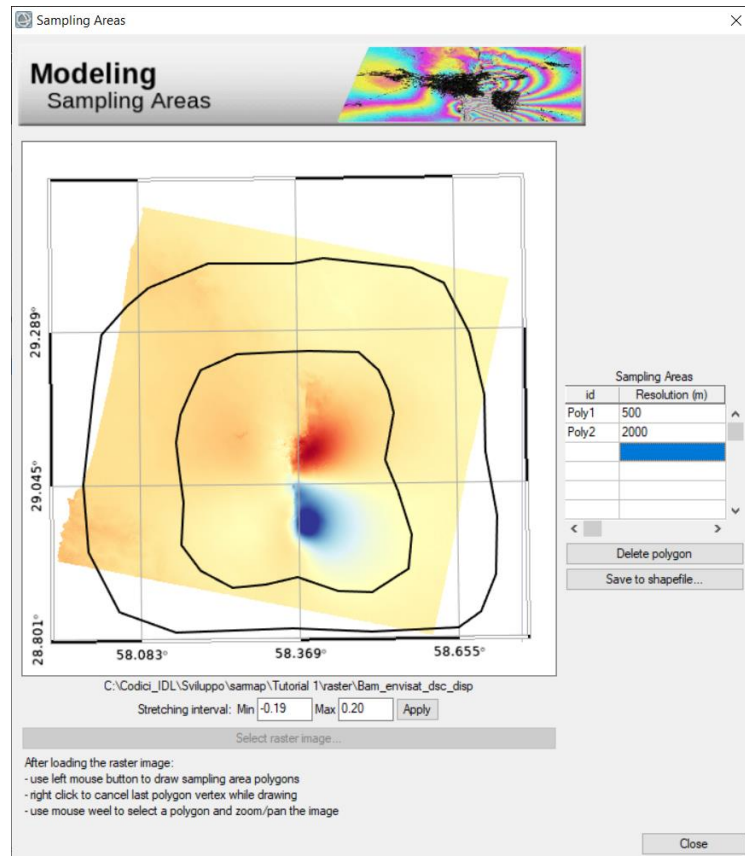 Sampling Areas
Modeling
Sampling Areas
29.289°
29.045°
28.801°
58.083°
58.369°
58.655°
Sampling Areas
id Resolution (m)
Poly1 500
Poly2 2000
Delete polygon
Save to shapefile...
C:\Codici_IDL\Sviluppo\sarmap\Tutorial 1\raster\Bam_envisat_dsc_disp
Stretching interval: Min -0.19 Max 0.20 Apply
Select raster image...
After loading the raster image:
- use left mouse button to draw sampling area polygons
- right click to cancel last polygon vertex while drawing
- use mouse weel to select a polygon and zoom/pan the image
Close